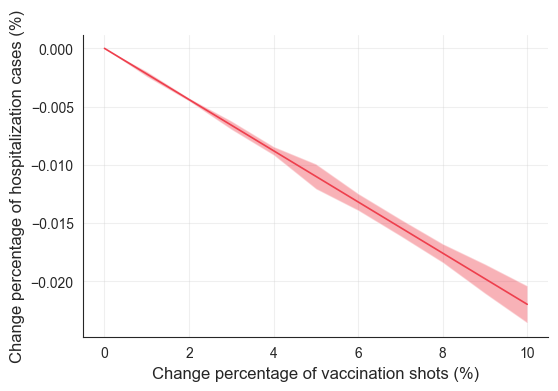 Change percentage of hospitalization cases (%)
0.000
−0.005
−0.010
−0.015
−0.020
0 2 4 6 8 10
Change percentage of vaccination shots (%)